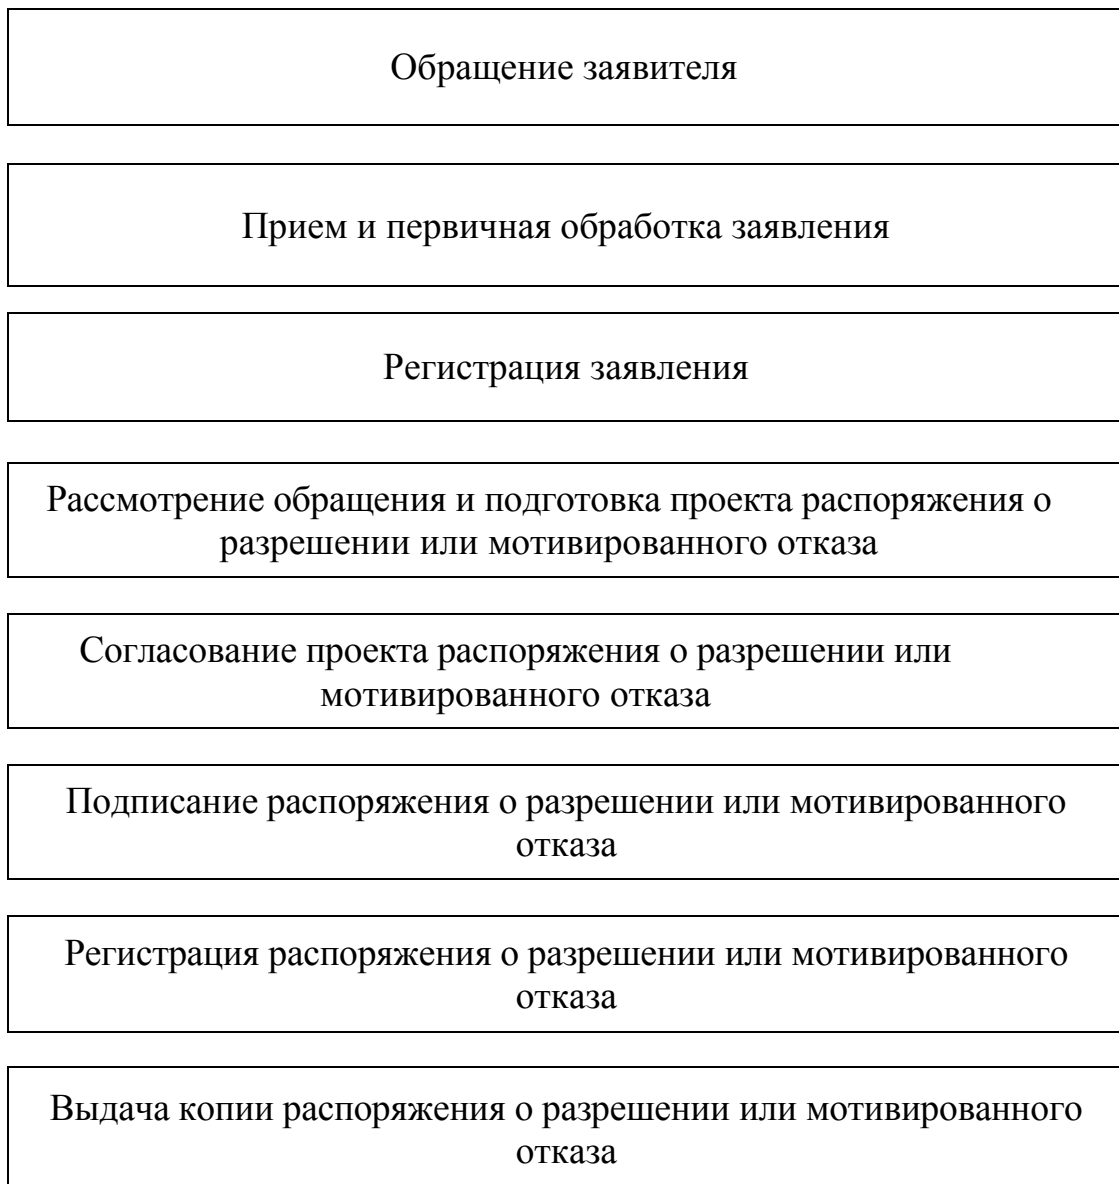 Обращение заявителя
Прием и первичная обработка заявления
Регистрация заявления
Рассмотрение обращения и подготовка проекта распоряжения о
разрешении или мотивированного отказа
Согласование проекта распоряжения о разрешении или
мотивированного отказа
Подписание распоряжения о разрешении или мотивированного
отказа
Регистрация распоряжения о разрешении или мотивированного
отказа
Выдача копии распоряжения о разрешении или мотивированного
отказа